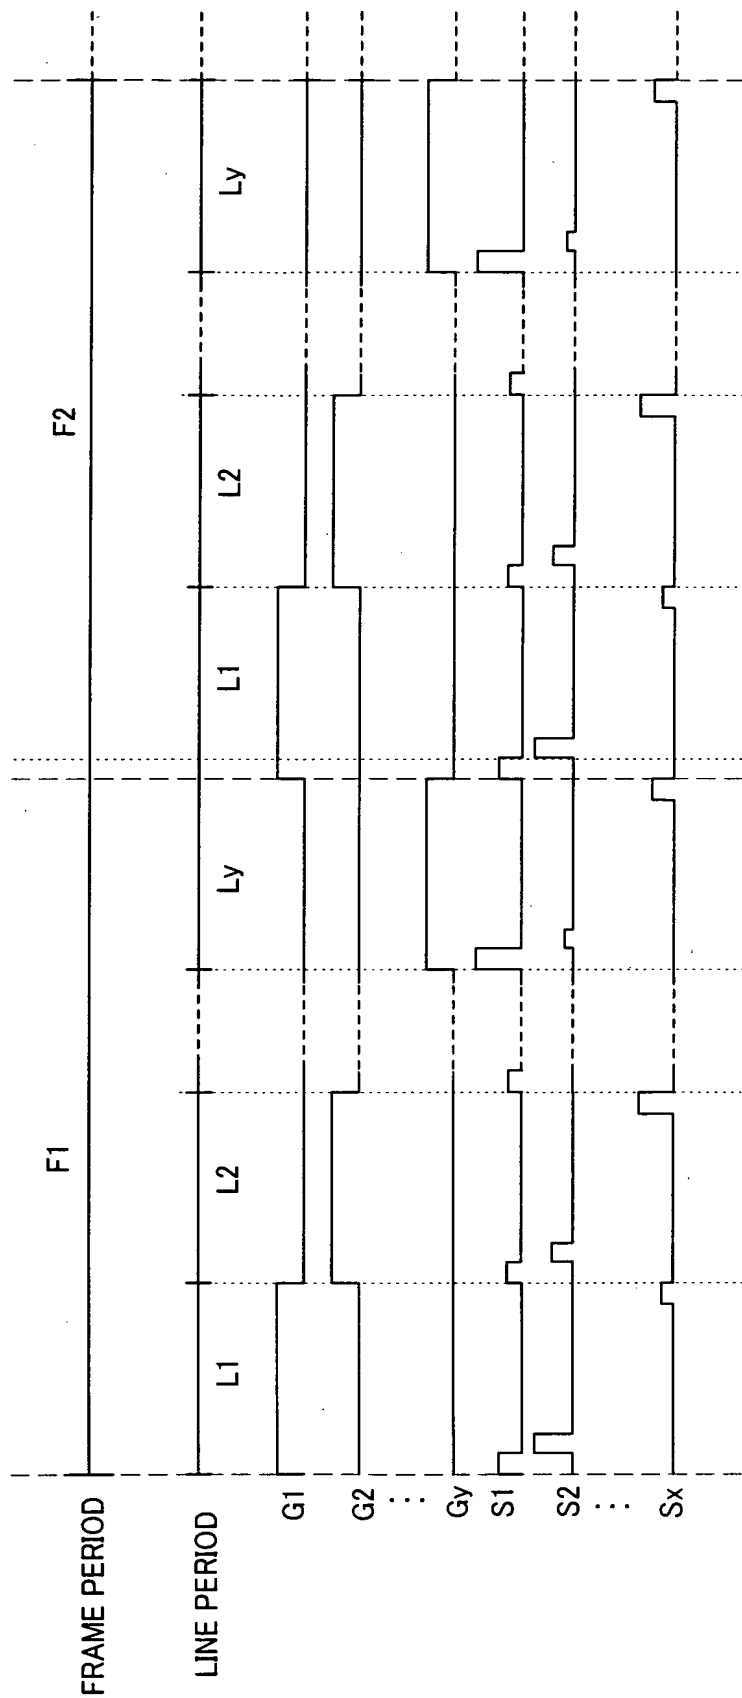 FRAME PERIOD F1 F2
LINE PERIOD L1 L2 Ly L1 L2 Ly
G1
G2
⋮
Gy
S1
S2
⋮
Sx